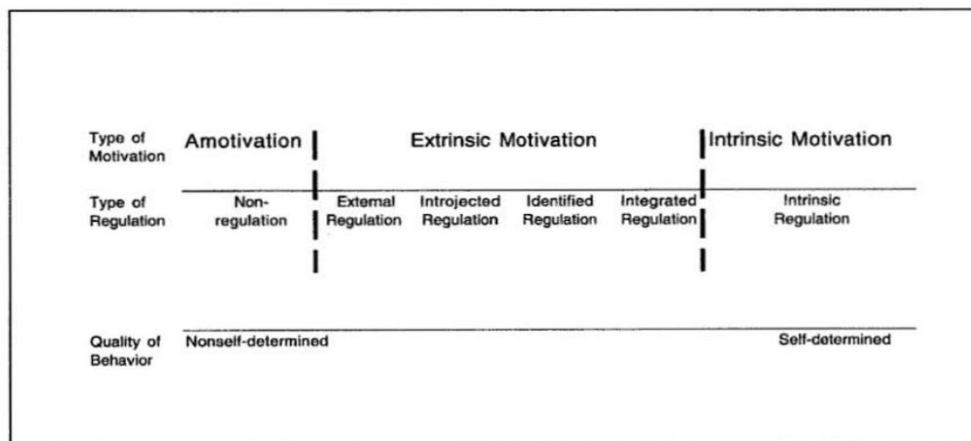 Type of Motivation Amotivation Extrinsic Motivation Intrinsic Motivation
Type of Regulation Non-regulation External Regulation Introjected Regulation Identified Regulation Integrated Regulation Intrinsic Regulation
Quality of Behavior Nonself-determined Self-determined